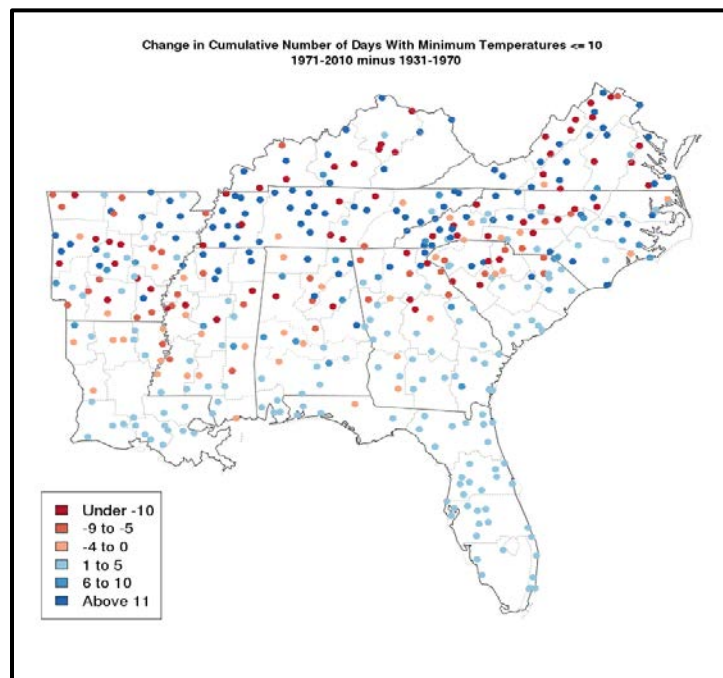 Change in Cumulative Number of Days With Minimum Temperatures <= 10
1971-2010 minus 1931-1970
Under -10
-9 to -5
-4 to 0
1 to 5
6 to 10
Above 11